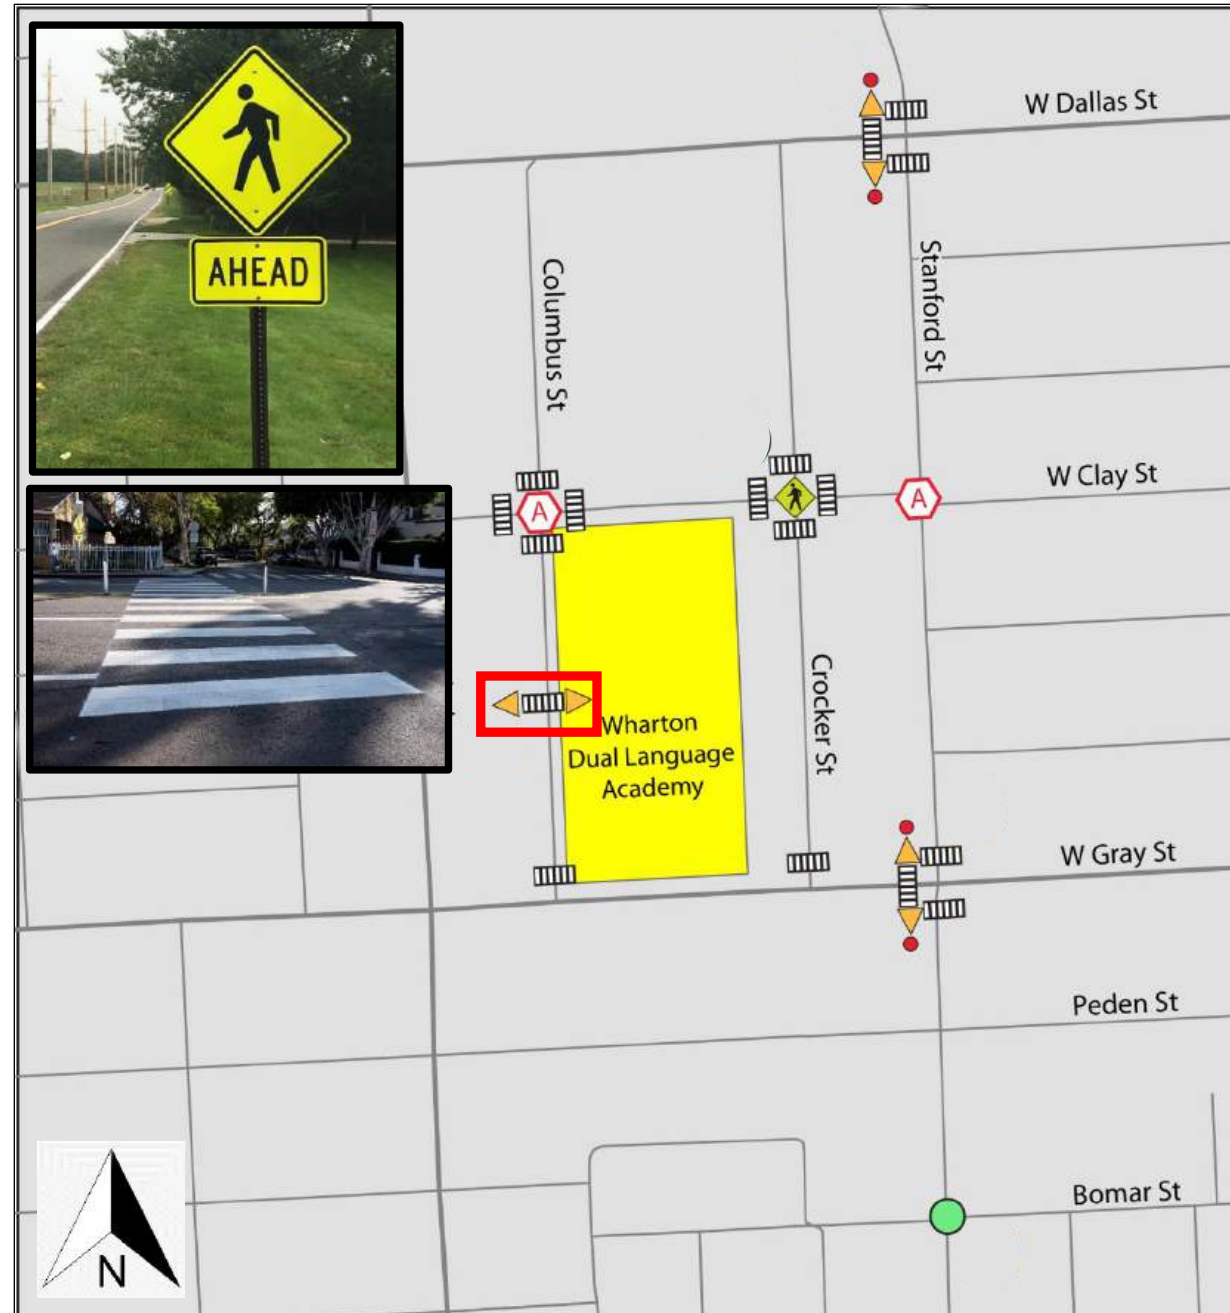 AHEAD
W Dallas St
Stanford St
Columbus St
W Clay St
A
A
Crocker St
Wharton
Dual Language
Academy
W Gray St
Peden St
Bomar St
N